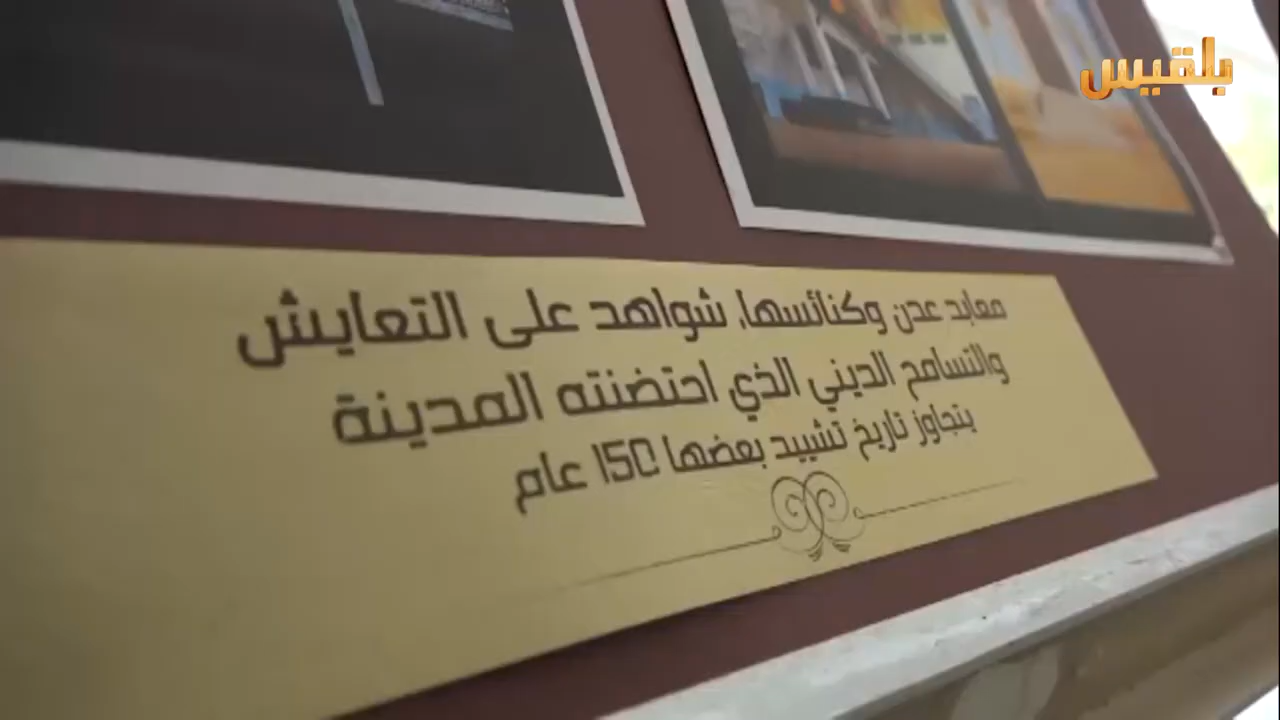 بلقيس
معابد عدن وكنائسها, شواهد على التعايش
والتسامح الديني الذي احتضنته المدينة
يتجاوز تاريخ تشييد بعضها 150 عام